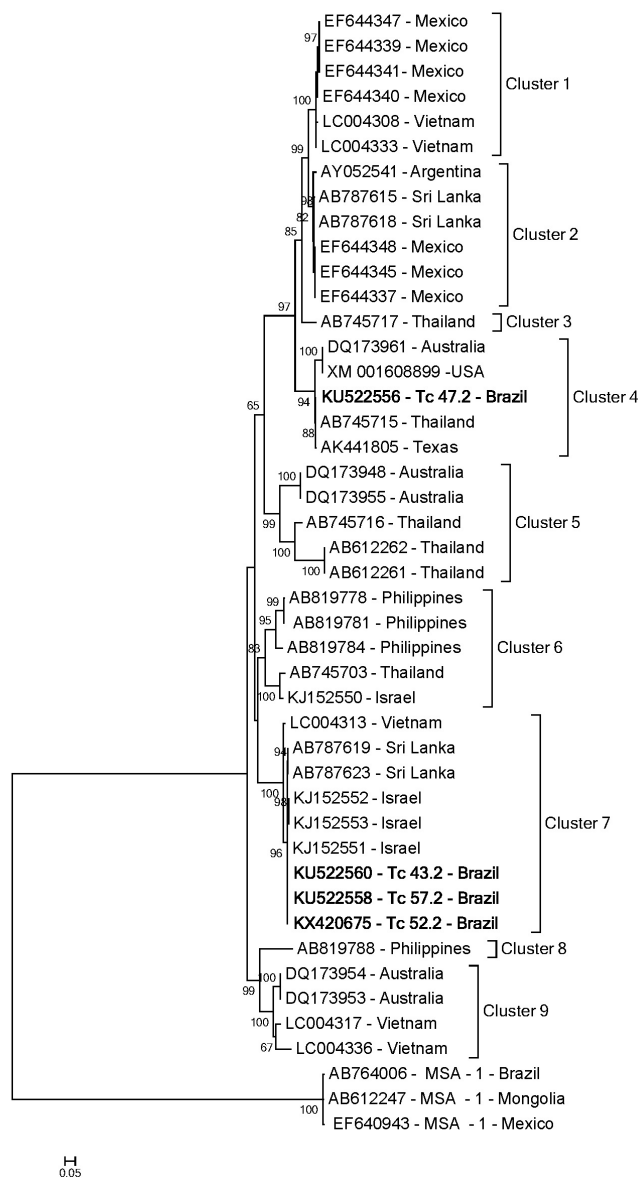 EF644347 - Mexico
97
EF644339 - Mexico
EF644341- Mexico
Cluster 1
EF644340 - Mexico
100
LC004308 - Vietnam
LC004333 - Vietnam
99
AY052541 - Argentina
AB787615 - Sri Lanka
98
AB787618 - Sri Lanka
82
Cluster 2
85
EF644348 - Mexico
EF644345 - Mexico
EF644337 - Mexico
97
AB745717 - Thailand
Cluster 3
DQ173961 - Australia
100
XM 001608899 -USA
KU522556 - Tc 47.2 - Brazil
Cluster 4
94
65
AB745715 - Thailand
88
AK441805 - Texas
DQ173948 - Australia
100
DQ173955 - Australia
AB745716 - Thailand
Cluster 5
99
AB612262 - Thailand
100
AB612261 - Thailand
100
AB819778 - Philippines
99
AB819781 - Philippines
95
AB819784 - Philippines
Cluster 6
83
AB745703 - Thailand
KJ152550 - Israel
100
LC004313 - Vietnam
AB787619 - Sri Lanka
94
AB787623 - Sri Lanka
100
KJ152552 - Israel
98
KJ152553 - Israel
Cluster 7
KJ152551 - Israel
96
KU522560 - Tc 43.2 - Brazil
KU522558 - Tc 57.2 - Brazil
KX420675 - Tc 52.2 - Brazil
AB819788 - Philippines
Cluster 8
DQ173954 - Australia
100
99
DQ173953 - Australia
Cluster 9
LC004317 - Vietnam
100
LC004336 - Vietnam
67
AB764006 - MSA - 1 - Brazil
AB612247 - MSA - 1 - Mongolia
100
EF640943 - MSA - 1 - Mexico
0.05